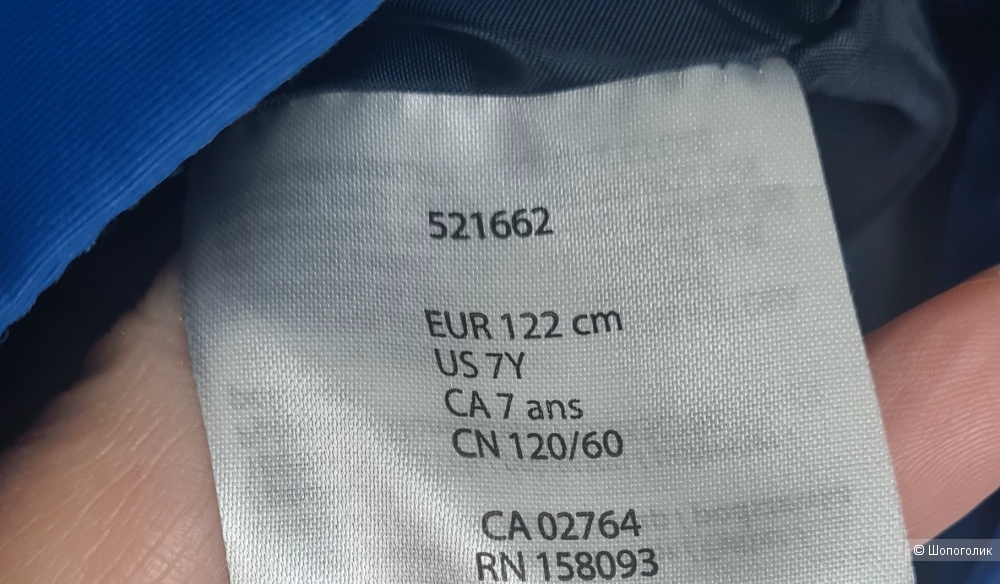 521662
EUR 122 cm
US 7Y
CA 7 ans
CN 120/60
CA 02764
RN 158093
© Шопоголик